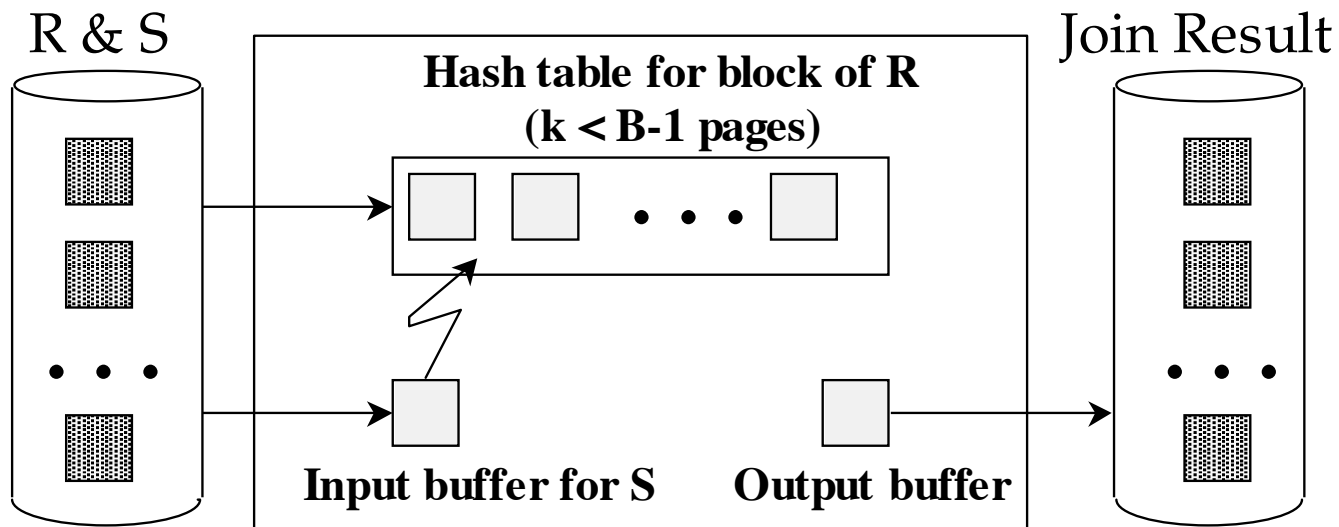 R & S
Join Result
Hash table for block of R
(k < B-1 pages)
Input buffer for S
Output buffer